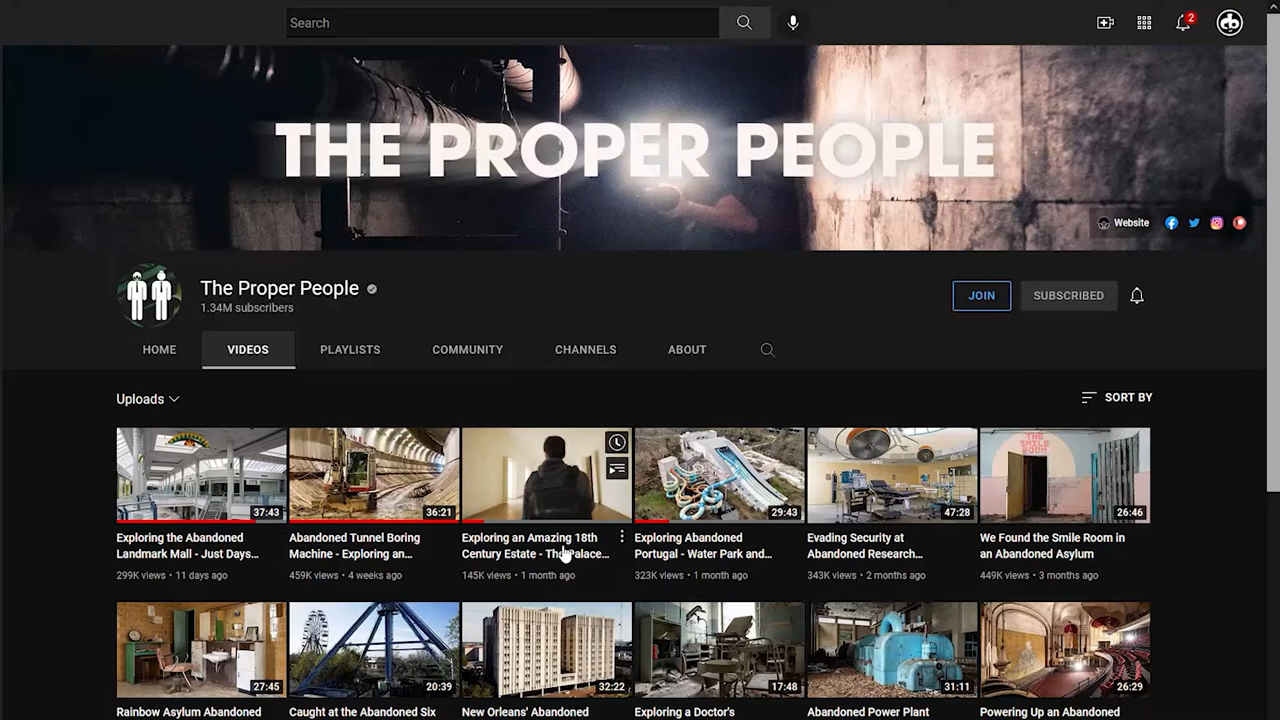 Search
2
THE PROPER PEOPLE
Website
The Proper People
1.34M subscribers
JOIN
SUBSCRIBED
HOME
VIDEOS
PLAYLISTS
COMMUNITY
CHANNELS
ABOUT
Uploads
SORT BY
37:43
36:21
29:43
47:28
THE
SMILE
ROOM
26:46
Exploring the Abandoned
Landmark Mall - Just Days...
299K views • 11 days ago
Abandoned Tunnel Boring
Machine - Exploring an...
459K views • 4 weeks ago
Exploring an Amazing 18th
Century Estate - The Palace...
145K views • 1 month ago
Exploring Abandoned
Portugal - Water Park and...
323K views • 1 month ago
Evading Security at
Abandoned Research...
343K views • 2 months ago
We Found the Smile Room in
an Abandoned Asylum
449K views • 3 months ago
27:45
20:39
32:22
17:48
31:11
26:29
Rainbow Asylum Abandoned
Caught at the Abandoned Six
New Orleans' Abandoned
Exploring a Doctor's
Abandoned Power Plant
Powering Up an Abandoned